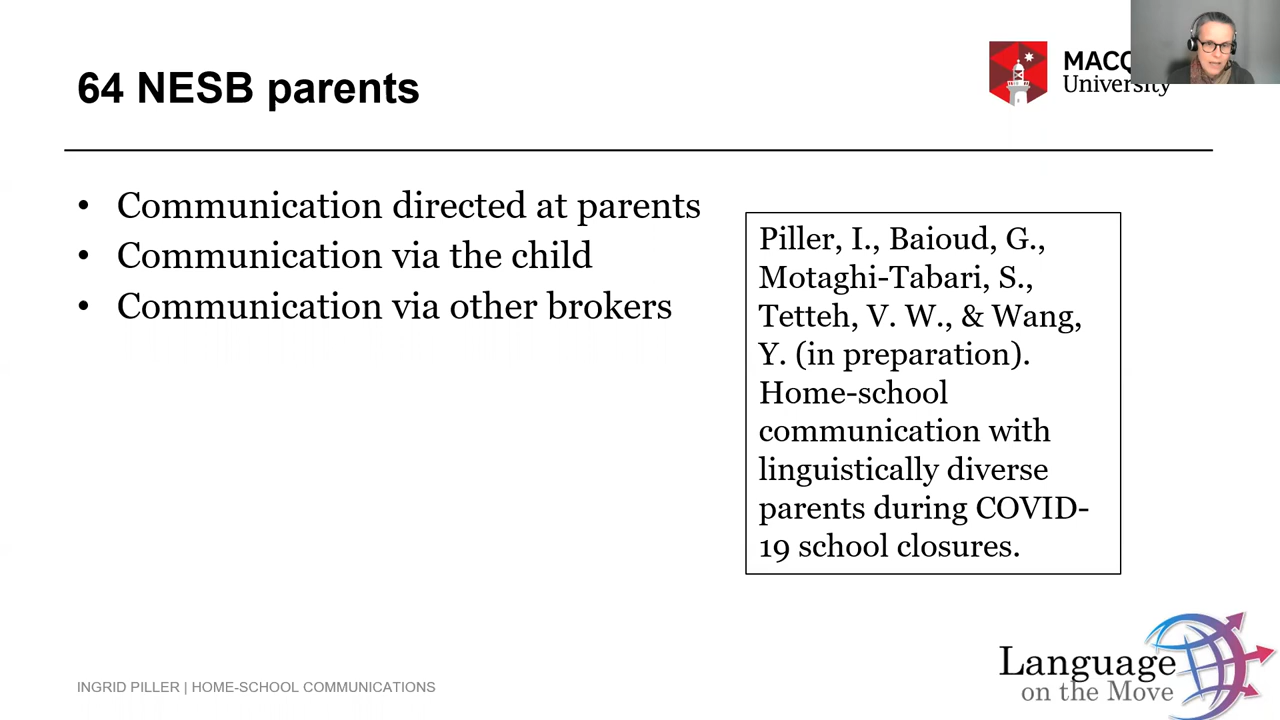 64 NESB parents
MACQ
University
• Communication directed at parents
• Communication via the child
• Communication via other brokers
Piller, I., Baioud, G.,
Motaghi-Tabari, S.,
Tetteh, V. W., & Wang,
Y. (in preparation).
Home-school
communication with
linguistically diverse
parents during COVID-
19 school closures.
INGRID PILLER | HOME-SCHOOL COMMUNICATIONS
Language
on the Move